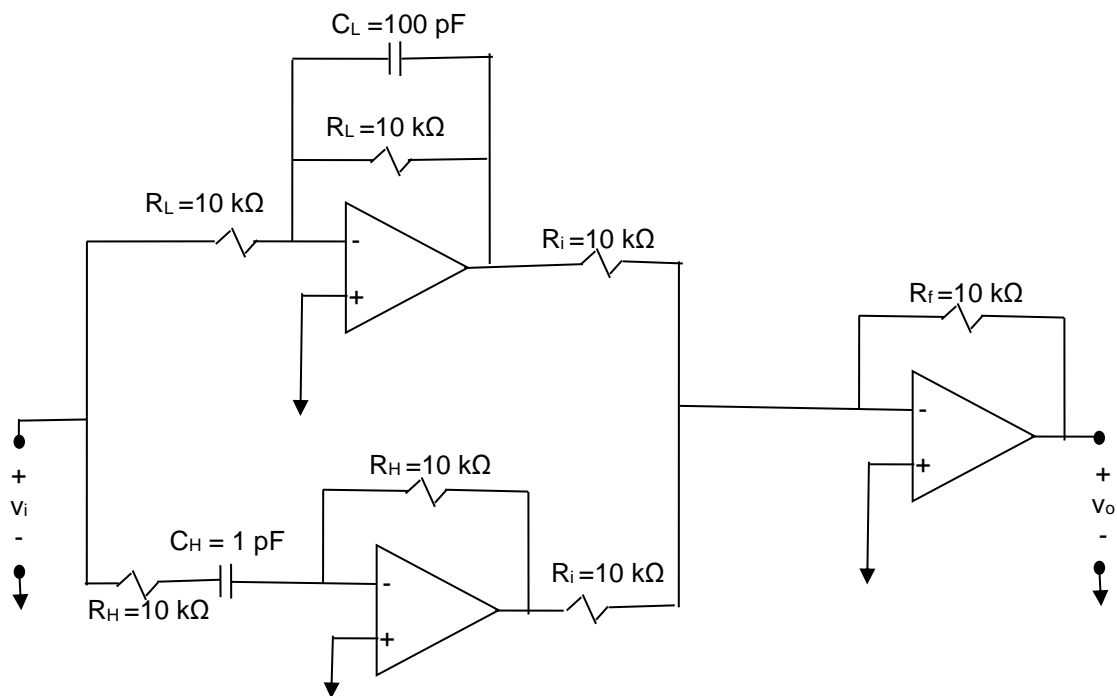 C_L =100 pF
R_L =10 kΩ
R_L =10 kΩ
-
+
R_i =10 kΩ
R_f =10 kΩ
-
+
+
v_i
-
+
v_o
-
R_H =10 kΩ
C_H = 1 pF
R_H =10 kΩ
-
+
R_i =10 kΩ